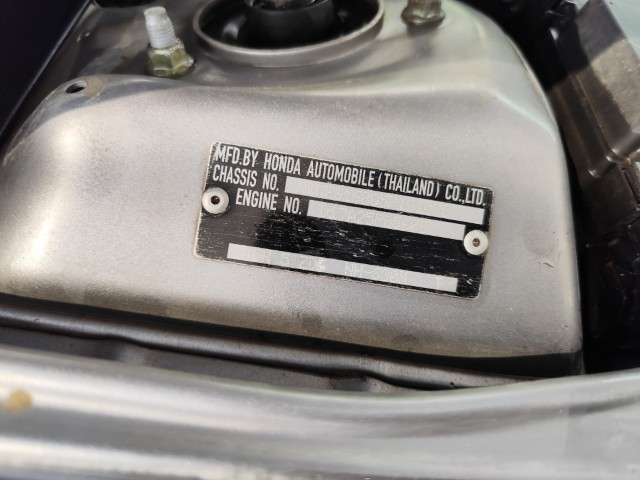 MFD.BY HONDA AUTOMOBILE (THAILAND) CO.,LTD.
CHASSIS NO.
ENGINE NO.